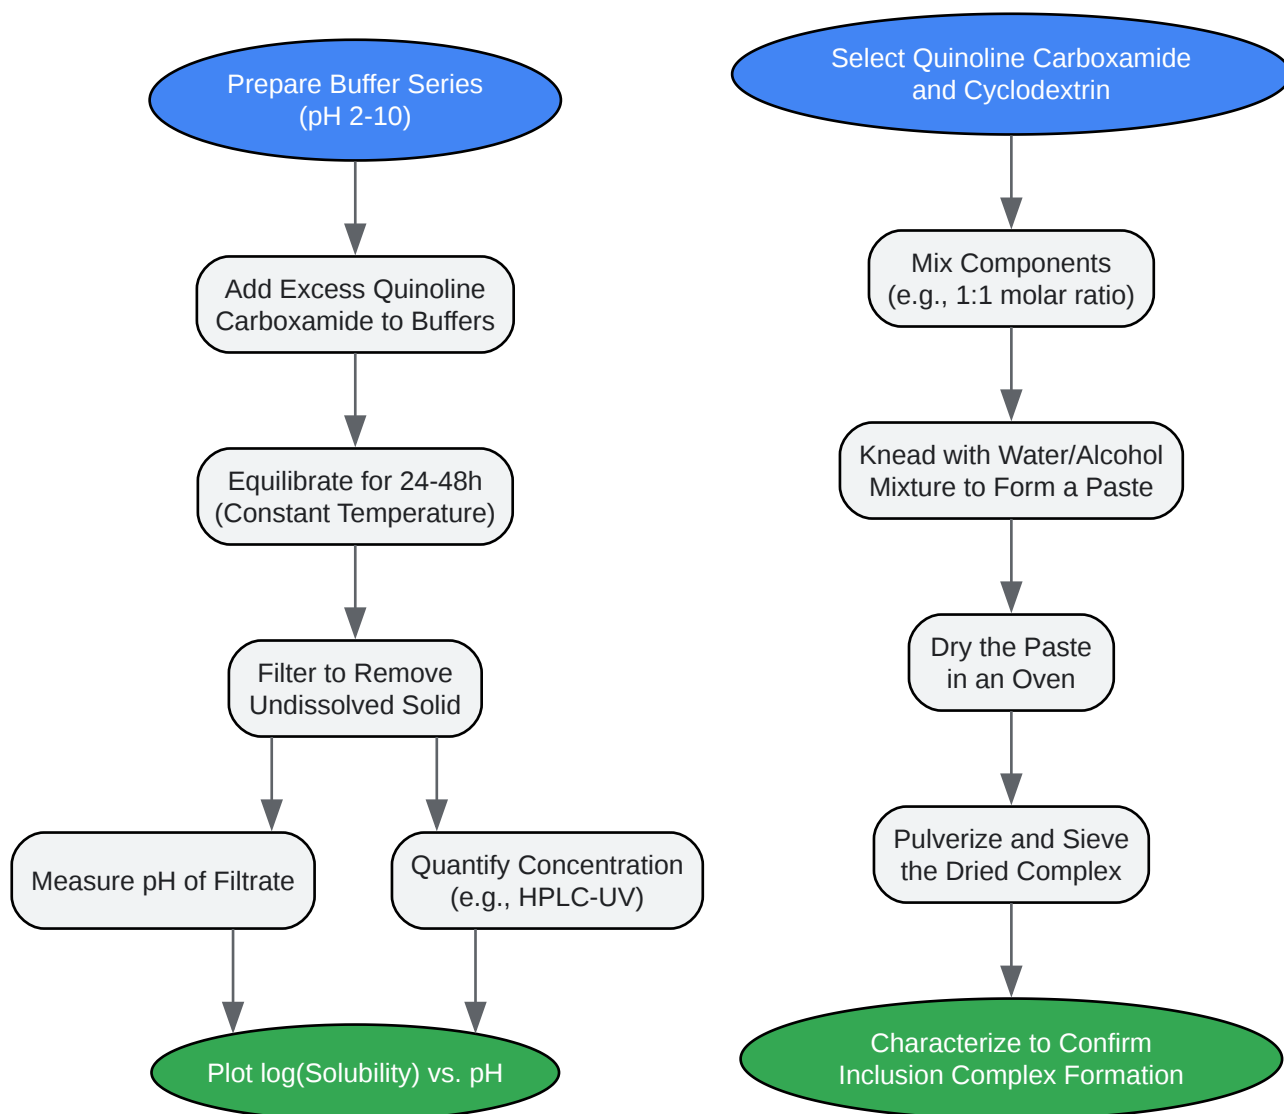 Prepare Buffer Series
(pH 2-10)
Add Excess Quinoline
Carboxamide to Buffers
Equilibrate for 24-48h
(Constant Temperature)
Filter to Remove
Undissolved Solid
Measure pH of Filtrate
Quantify Concentration
(e.g., HPLC-UV)
Plot log(Solubility) vs. pH
Select Quinoline Carboxamide
and Cyclodextrin
Mix Components
(e.g., 1:1 molar ratio)
Knead with Water/Alcohol
Mixture to Form a Paste
Dry the Paste
in an Oven
Pulverize and Sieve
the Dried Complex
Characterize to Confirm
Inclusion Complex Formation